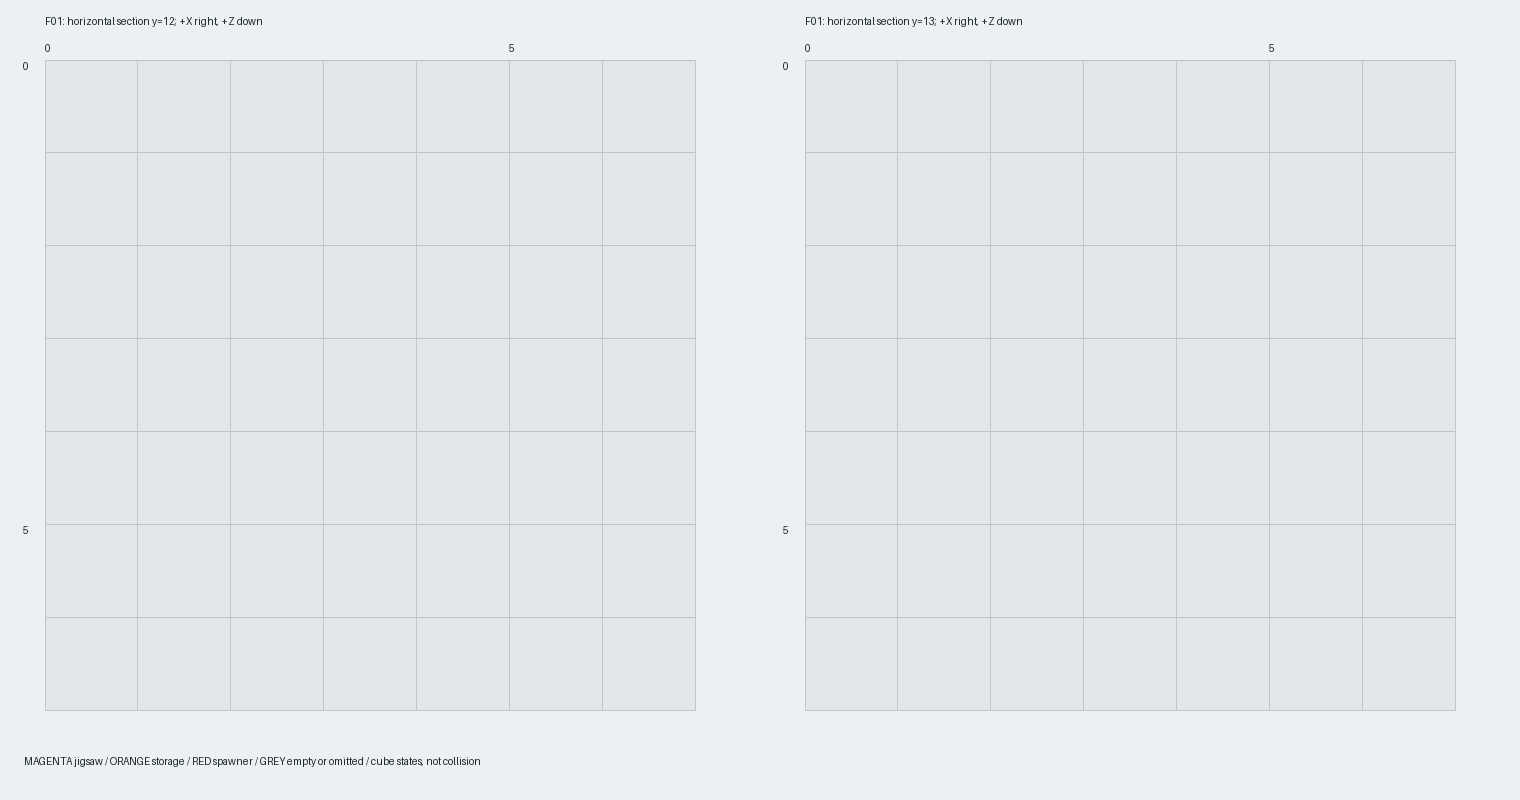 F01: horizontal section y=12; +X right, +Z down
F01: horizontal section y=13; +X right, +Z down
0 5
0 5
0
0
5
5
MAGENTA jigsaw / ORANGE storage / RED spawner / GREY empty or omitted / cube states, not collision